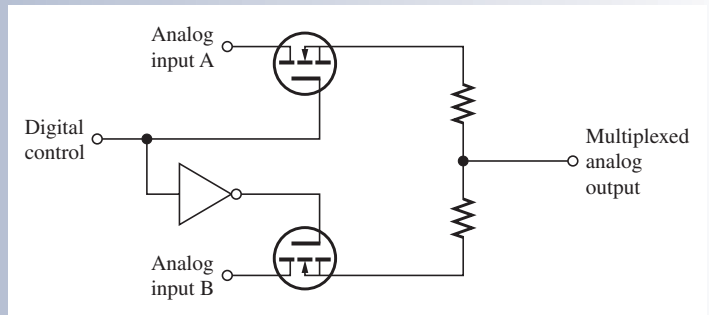 Analog
input A
Digital
control
Multiplexed
analog
output
Analog
input B